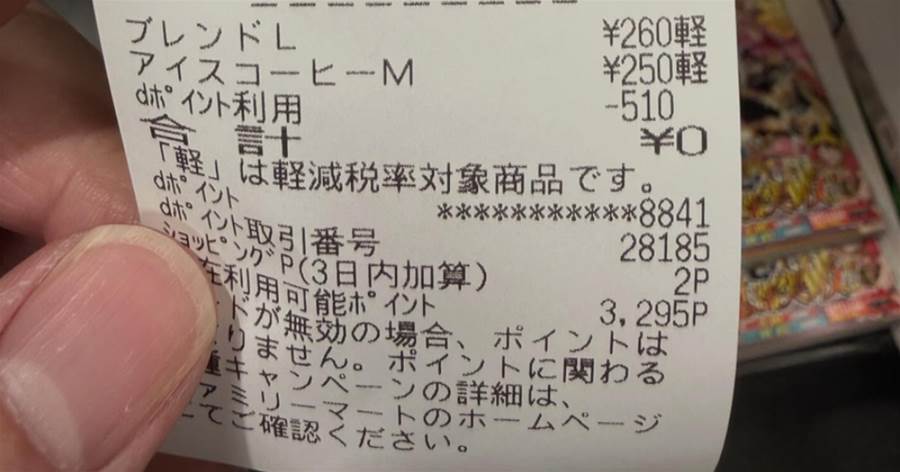 ブレンドL ¥260軽
アイスコーヒーM ¥250軽
dポイント利用 -510
合計 ¥0
「軽」は軽減税率対象商品です。
dポイント ***********8841
dポイント取引番号 28185
ショッピングP(3日内加算) 2P
在利用可能ポイント 3,295P
ドが無効の場合、ポイントは
りません。ポイントに関わる
種キャンペーンの詳細は、
ァミリーマートのホームページ
てご確認ください。